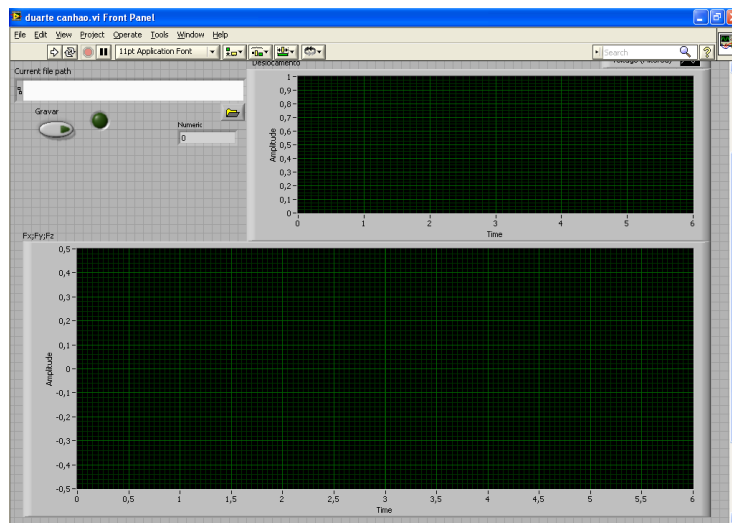 duarte canhao.vi Front Panel
File Edit View Project Operate Tools Window Help
11pt Application Font
Search
?
Current file path
Gravar
Numeric
0
Deslocamento
1
0,9
0,8
0,7
0,6
0,5
0,4
0,3
0,2
0,1
0
Amplitude
0 1 2 3 4 5 6
Time
Fx;Fy;Fz
0,5
0,4
0,3
0,2
0,1
0
-0,1
-0,2
-0,3
-0,4
-0,5
Amplitude
0 0,5 1 1,5 2 2,5 3 3,5 4 4,5 5 5,5 6
Time